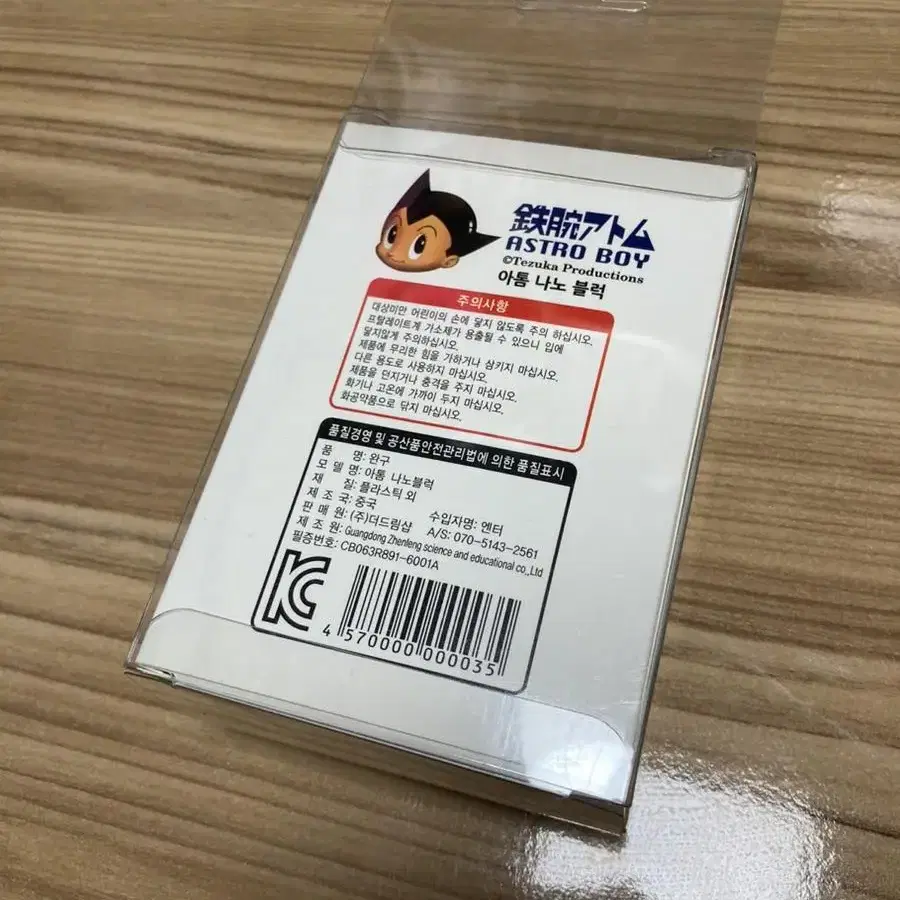 鉄腕アトム
ASTRO BOY
©Tezuka Productions
아톰 나노 블럭
주의사항
대상미만 어린이의 손에 닿지 않도록 주의 하십시오.
프탈레이트계 가소제가 용출될 수 있으니 입에
닿지않게 주의하십시오.
제품에 무리한 힘을 가하거나 삼키지 마십시오.
다른 용도로 사용하지 마십시오.
제품을 던지거나 충격을 주지 마십시오.
화기나 고온에 가까이 두지 마십시오.
화공약품으로 닦지 마십시오.
품질경영 및 공산품안전관리법에 의한 품질표시
품 명: 완구
모 델 명: 아톰 나노블럭
재 질: 플라스틱 외
제 조 국: 중국 수입자명: 엔터
판 매 원: (주)더드림샵 A/S: 070-5143-2561
제 조 원: Guangdong Zhenfeng science and educational co.,Ltd
필증번호: CB063R891-6001A
KC
4 570000 000035